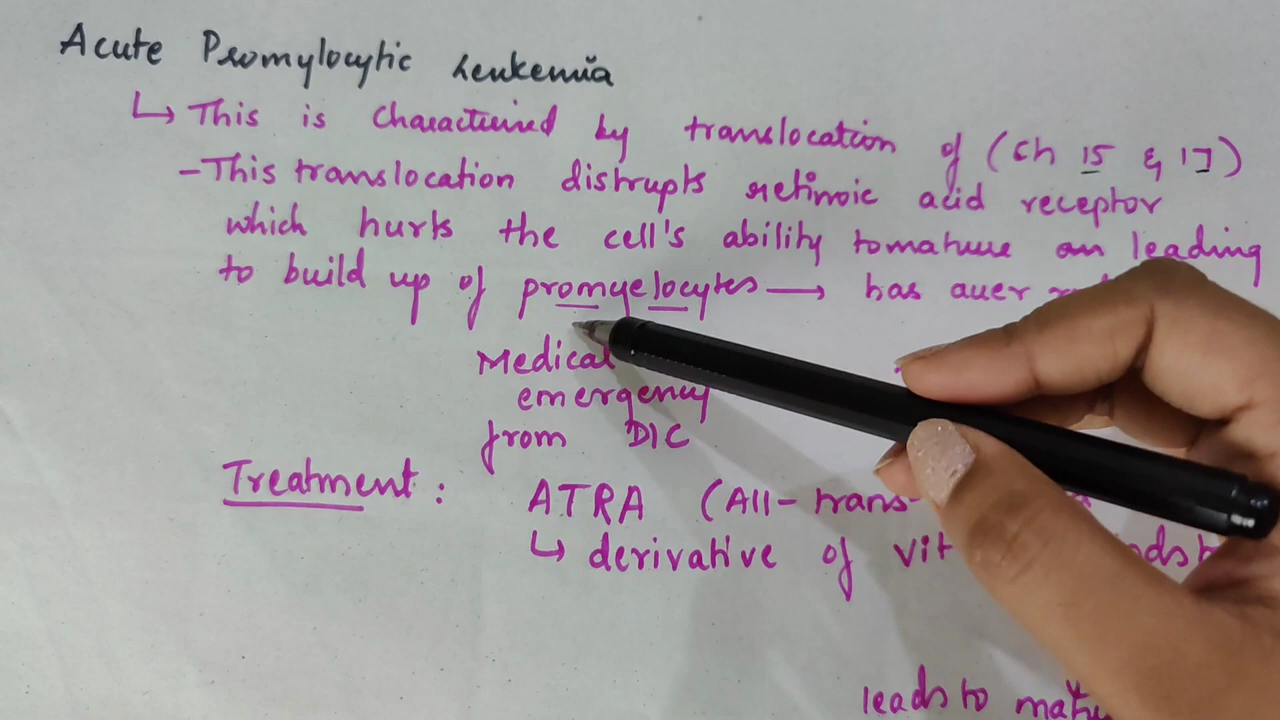 Acute Promylocytic Leukemia
↳ This is characterised by translocation of (Ch 15 & 17)
- This translocation distrupts retinoic acid receptor
which hurts the cell's ability to mature an leading
to build up of promyelocytes → has auer
Medical
emergency
from DIC
Treatment : ATRA (All-trans-
↳ derivative of Vit
leads to